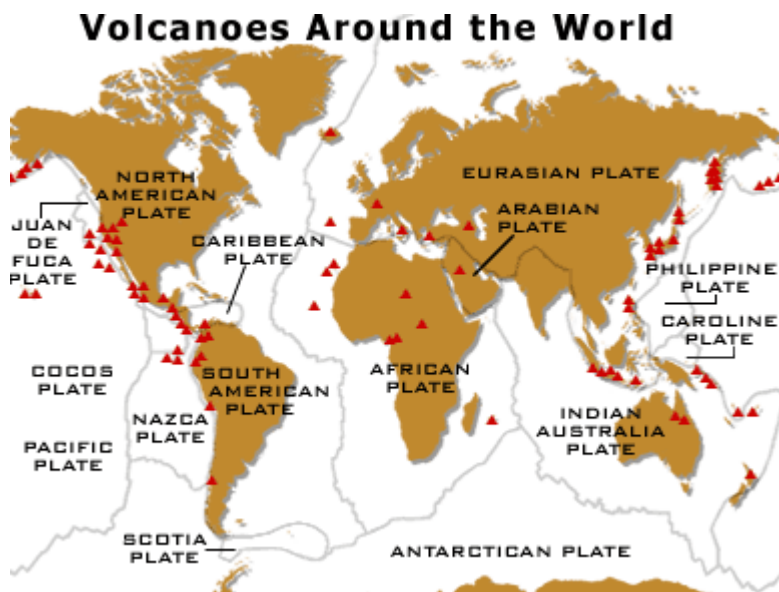 Volcanoes Around the World
NORTH
AMERICAN
PLATE
EURASIAN PLATE
ARABIAN
PLATE
JUAN
DE
FUCA
PLATE
CARIBBEAN
PLATE
PHILIPPINE
PLATE
CAROLINE
PLATE
COCOS
PLATE
SOUTH
AMERICAN
PLATE
AFRICAN
PLATE
NAZCA
PLATE
INDIAN
AUSTRALIA
PLATE
PACIFIC
PLATE
SCOTIA
PLATE
ANTARCTICAN PLATE